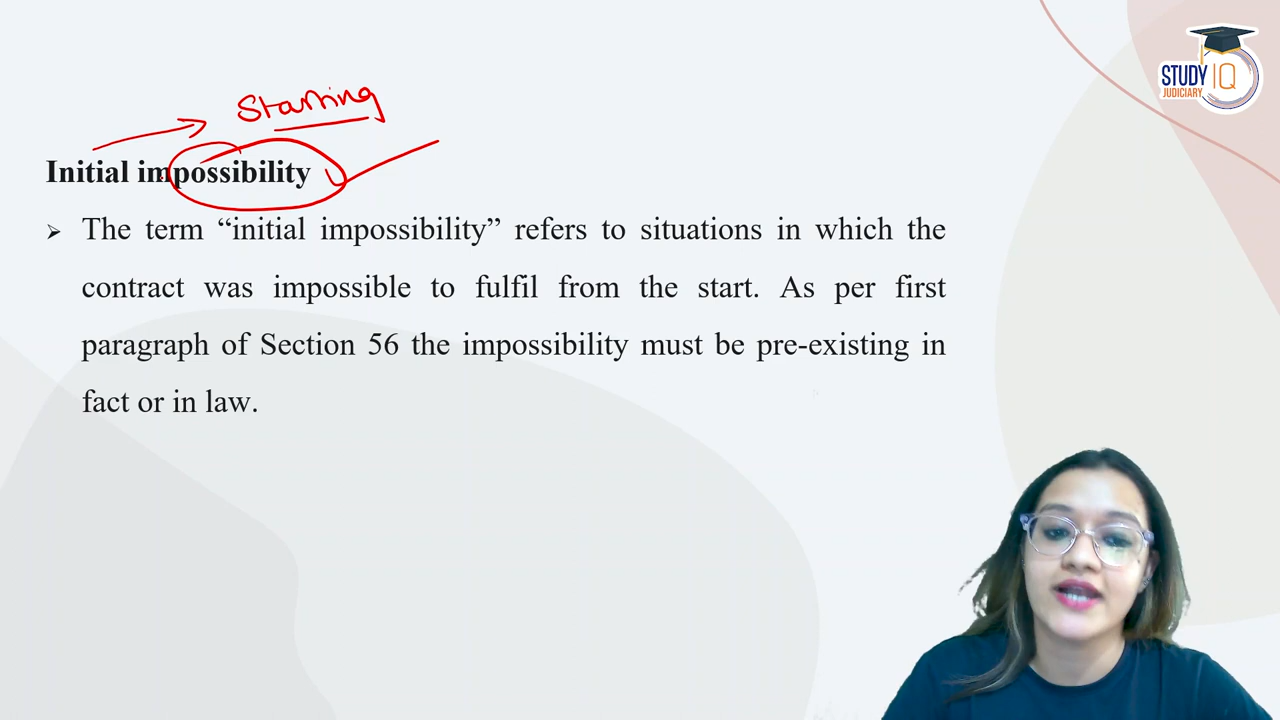 STUDY IQ
JUDICIARY
Starting
Initial impossibility
➢ The term “initial impossibility” refers to situations in which the
contract was impossible to fulfil from the start. As per first
paragraph of Section 56 the impossibility must be pre-existing in
fact or in law.